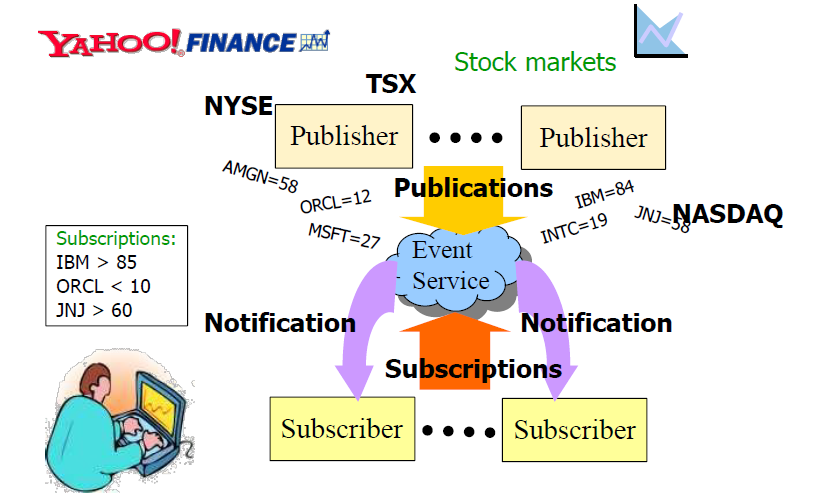 YAHOO! FINANCE
Stock markets
TSX
NYSE
Publisher
Publisher
AMGN=58
ORCL=12
MSFT=27
Publications
IBM=84
JNJ=58
INTC=19
NASDAQ
Event
Service
Subscriptions:
IBM > 85
ORCL < 10
JNJ > 60
Notification
Notification
Subscriptions
Subscriber
Subscriber